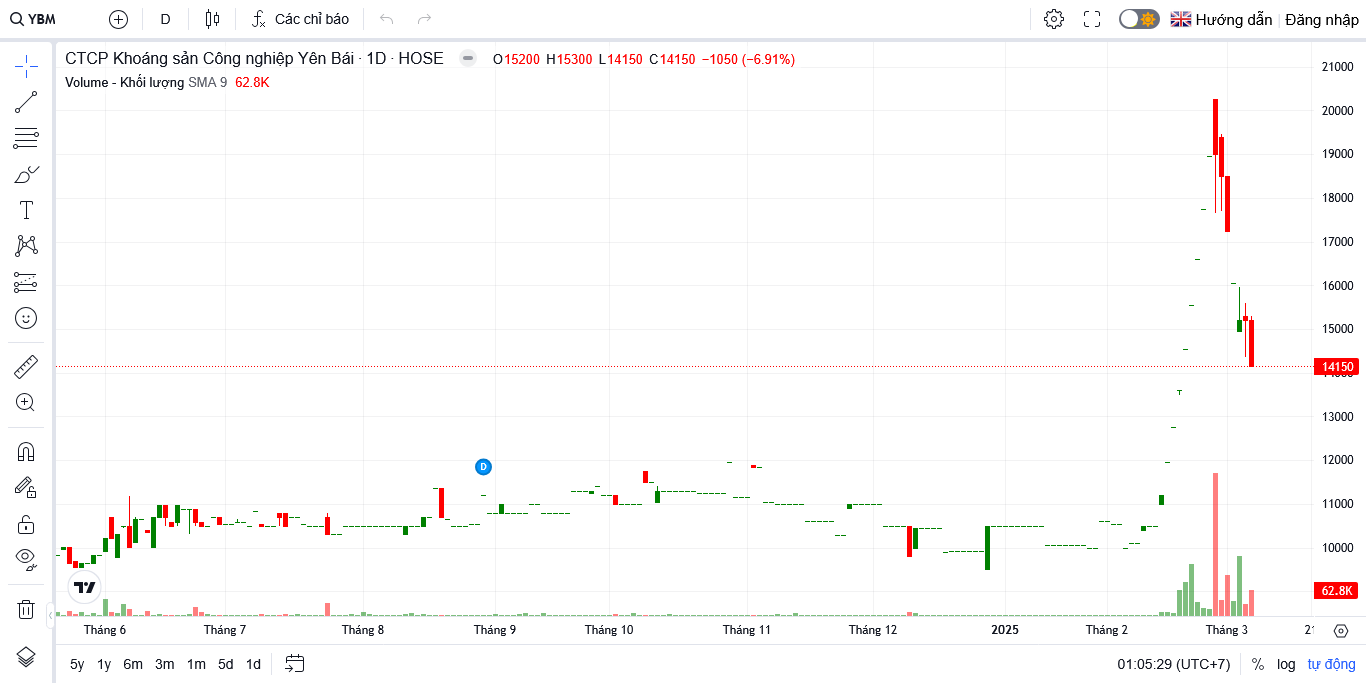 YBM D Các chỉ báo Hướng dẫn Đăng nhập
CTCP Khoáng sản Công nghiệp Yên Bái · 1D · HOSE O15200 H15300 L14150 C14150 −1050 (−6.91%)
Volume - Khối lượng SMA 9 62.8K
21000
20000
19000
18000
17000
16000
15000
14150
13000
12000
D
11000
10000
62.8K
Tháng 6 Tháng 7 Tháng 8 Tháng 9 Tháng 10 Tháng 11 Tháng 12 2025 Tháng 2 Tháng 3
5y 1y 6m 3m 1m 5d 1d 01:05:29 (UTC+7) % log tự động